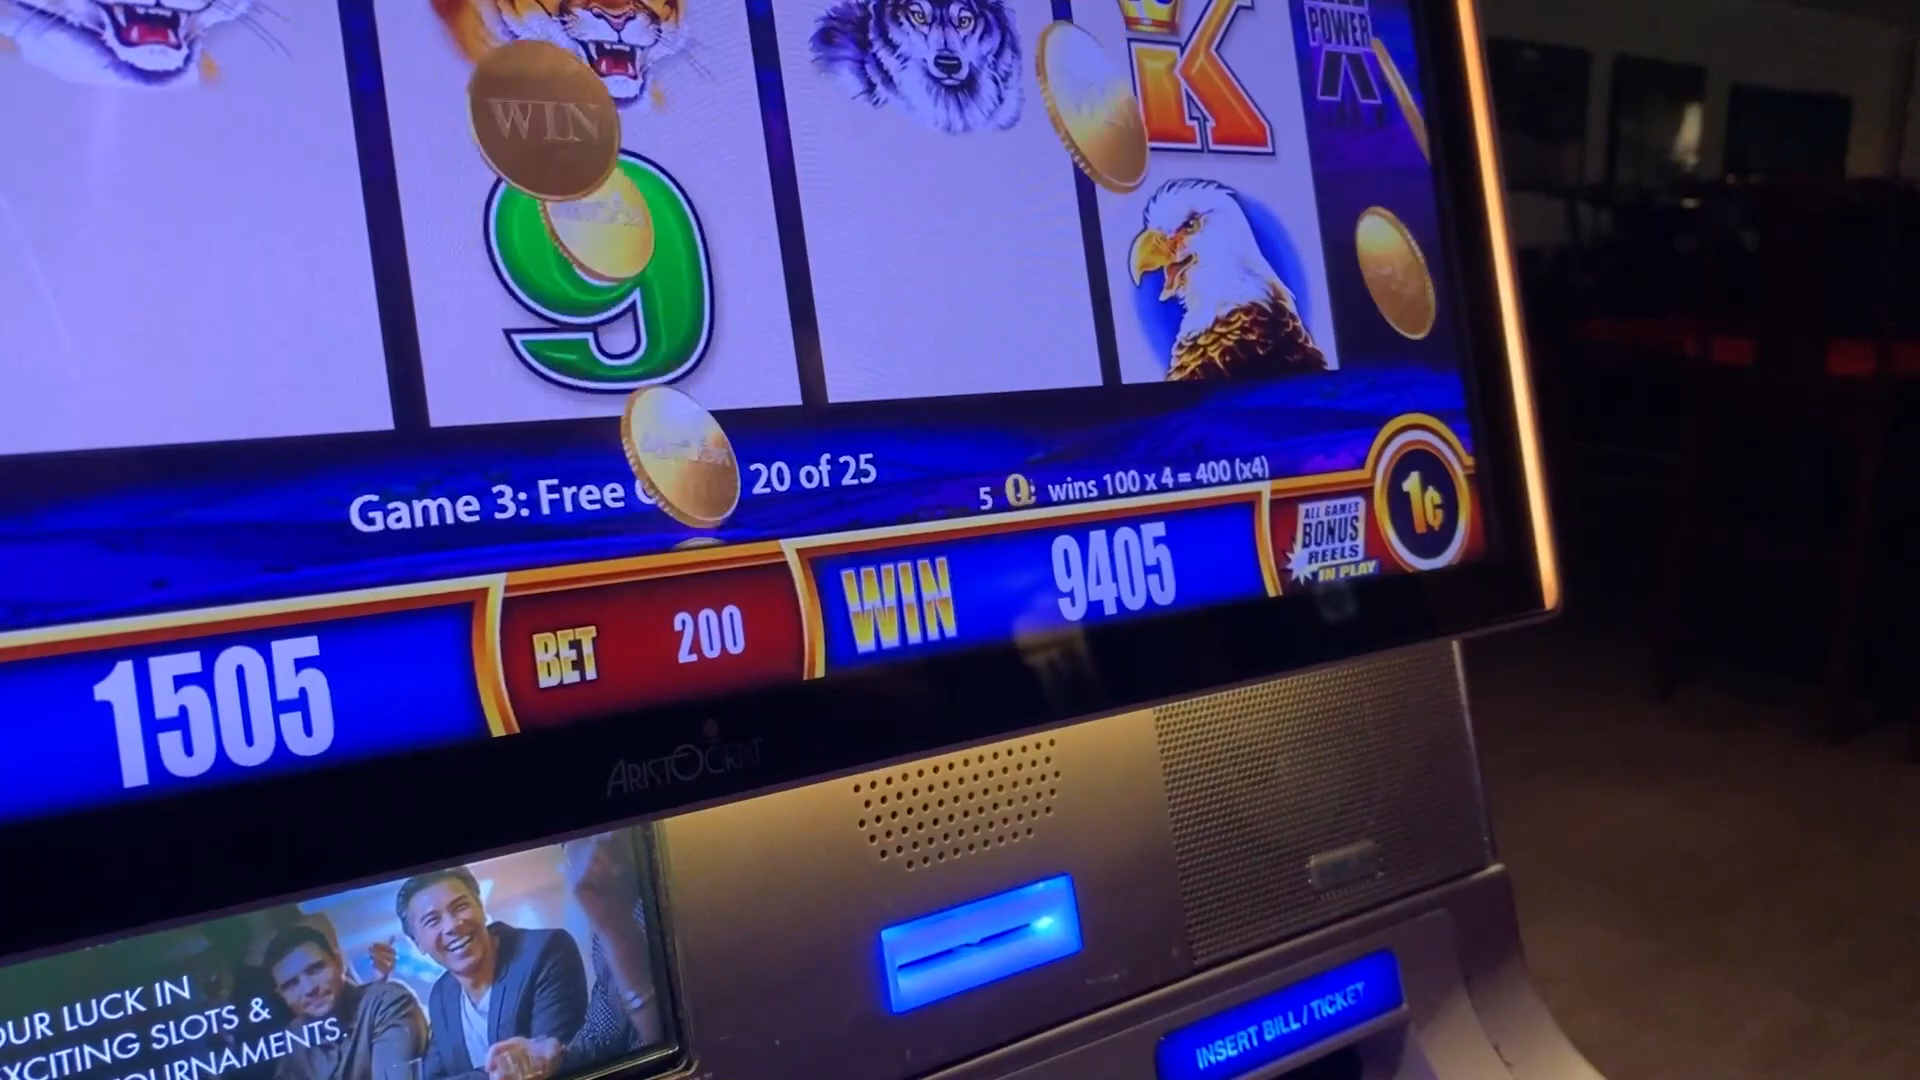 POWER
WIN
K
9
Game 3: Free
20 of 25
5 Q: wins 100 x 4 = 400 (x4)
ALL GAMES
BONUS
REELS
IN PLAY
1¢
1505
BET 200
WIN 9405
ARISTOCRAT
OUR LUCK IN
XCITING SLOTS &
OURNAMENTS.
INSERT BILL / TICKET